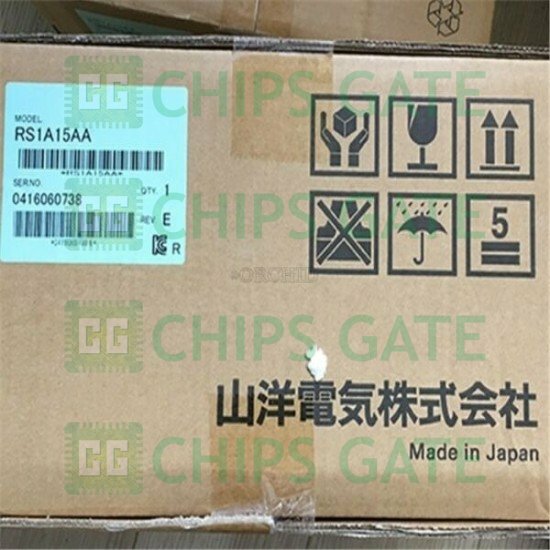 CHIPS GATE
MODEL
RS1A15AA
*RS1A15AA*
SER.NO.
QTY. 1
0416060738
REV. E
R
5
CHIPS GATE
*ORCHID
CHIPS GATE
山洋電気株式会社
Made in Japan
CHIPS GATE